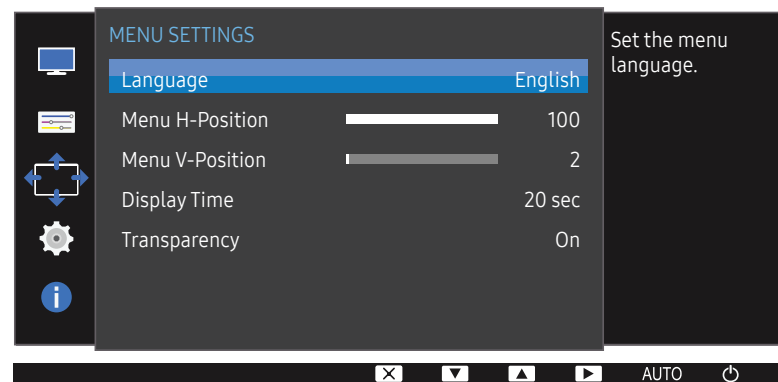 MENU SETTINGS
Set the menu
language.
Language English
Menu H-Position 100
Menu V-Position 2
Display Time 20 sec
Transparency On
i
AUTO